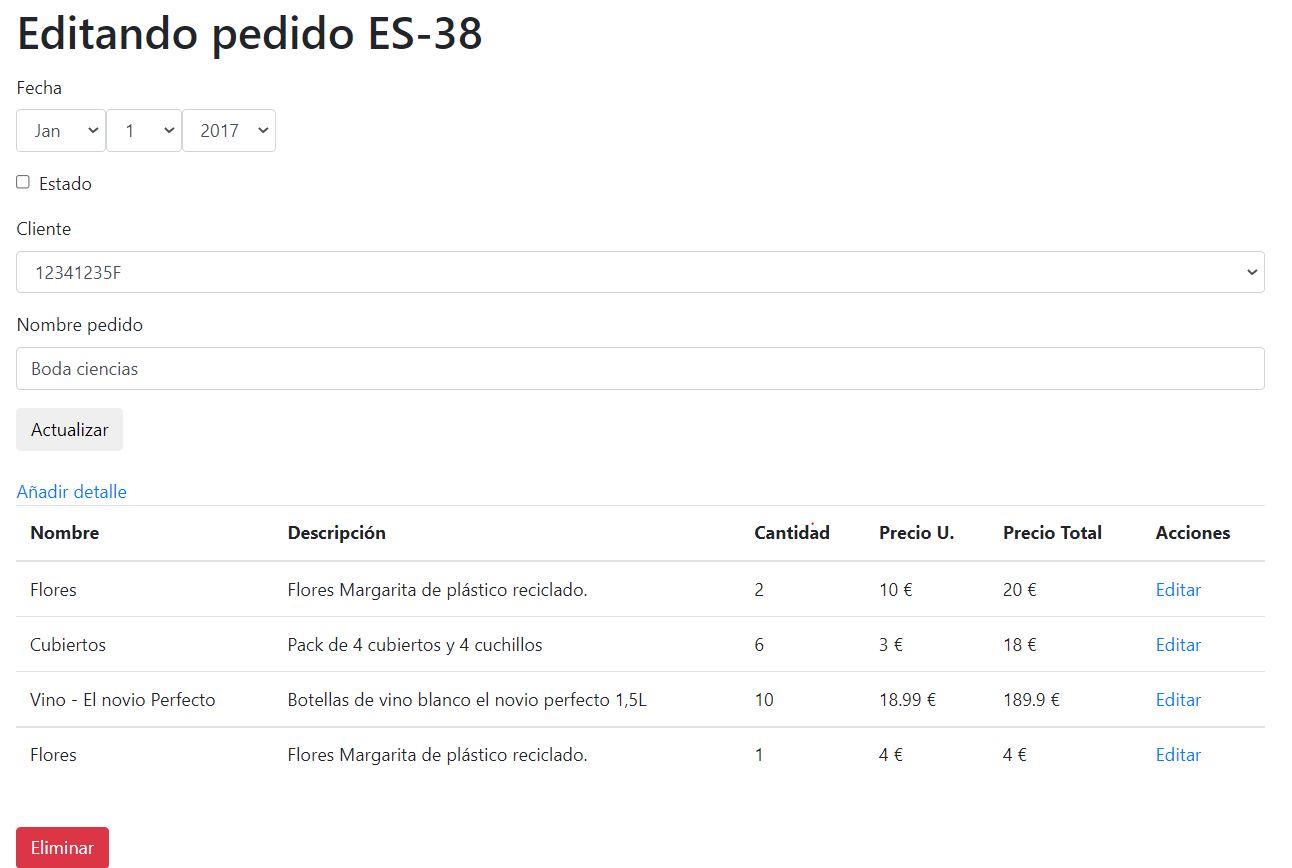 Editando pedido ES-38
Fecha
Jan 1 2017
Estado
Cliente
12341235F
Nombre pedido
Boda ciencias
Actualizar
Añadir detalle
Nombre Descripción Cantidad Precio U. Precio Total Acciones
Flores Flores Margarita de plástico reciclado. 2 10 € 20 € Editar
Cubiertos Pack de 4 cubiertos y 4 cuchillos 6 3 € 18 € Editar
Vino - El novio Perfecto Botellas de vino blanco el novio perfecto 1,5L 10 18.99 € 189.9 € Editar
Flores Flores Margarita de plástico reciclado. 1 4 € 4 € Editar
Eliminar